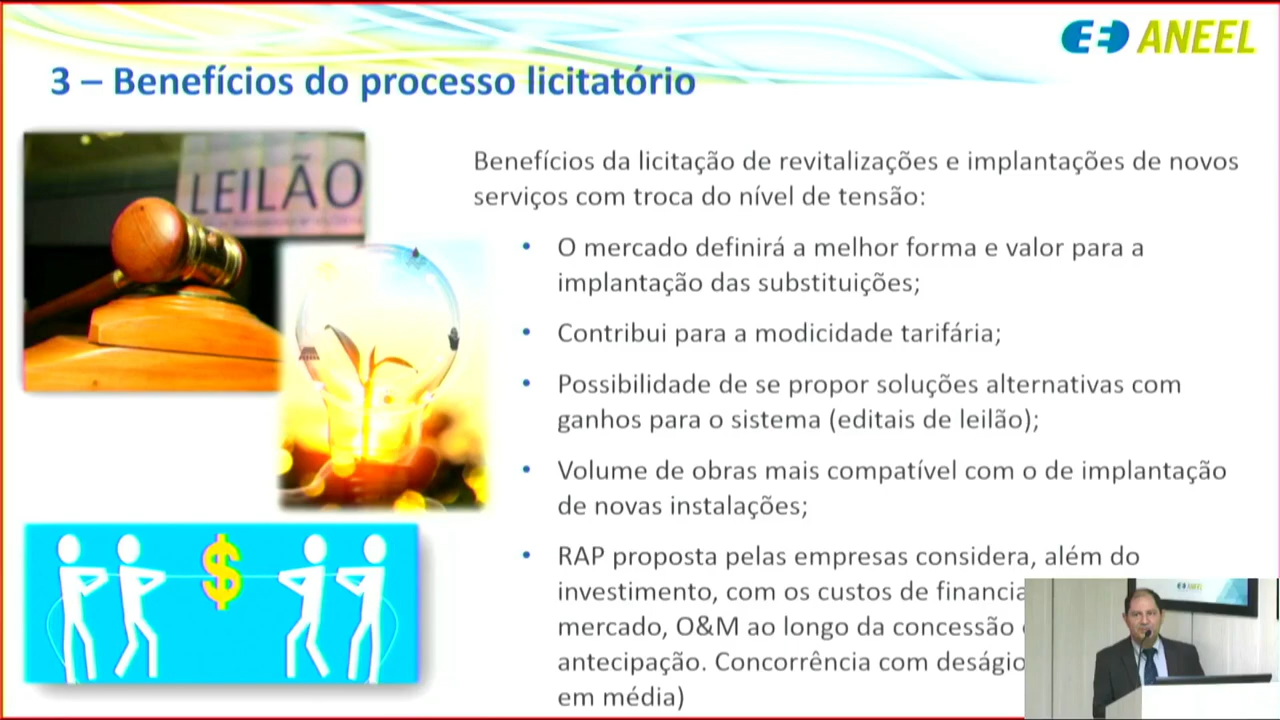 ANEEL
3 – Benefícios do processo licitatório
LEILÃO
Benefícios da licitação de revitalizações e implantações de novos
serviços com troca do nível de tensão:
• O mercado definirá a melhor forma e valor para a
implantação das substituições;
• Contribui para a modicidade tarifária;
• Possibilidade de se propor soluções alternativas com
ganhos para o sistema (editais de leilão);
• Volume de obras mais compatível com o de implantação
de novas instalações;
• RAP proposta pelas empresas considera, além do
investimento, com os custos de
mercado, O&M ao longo da concessão
antecipação. Concorrência com deságio
em média)
$
ANEEL